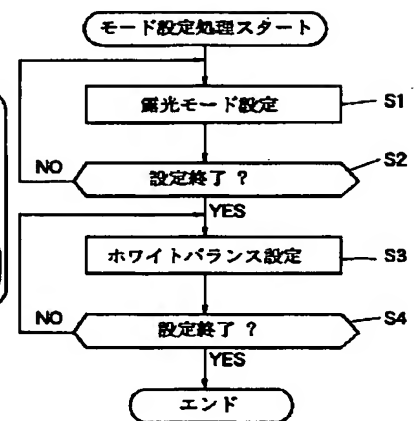 モード設定処理スタート
露光モード設定
S1
設定終了 ?
S2
NO
YES
ホワイトバランス設定
S3
設定終了 ?
S4
NO
YES
エンド